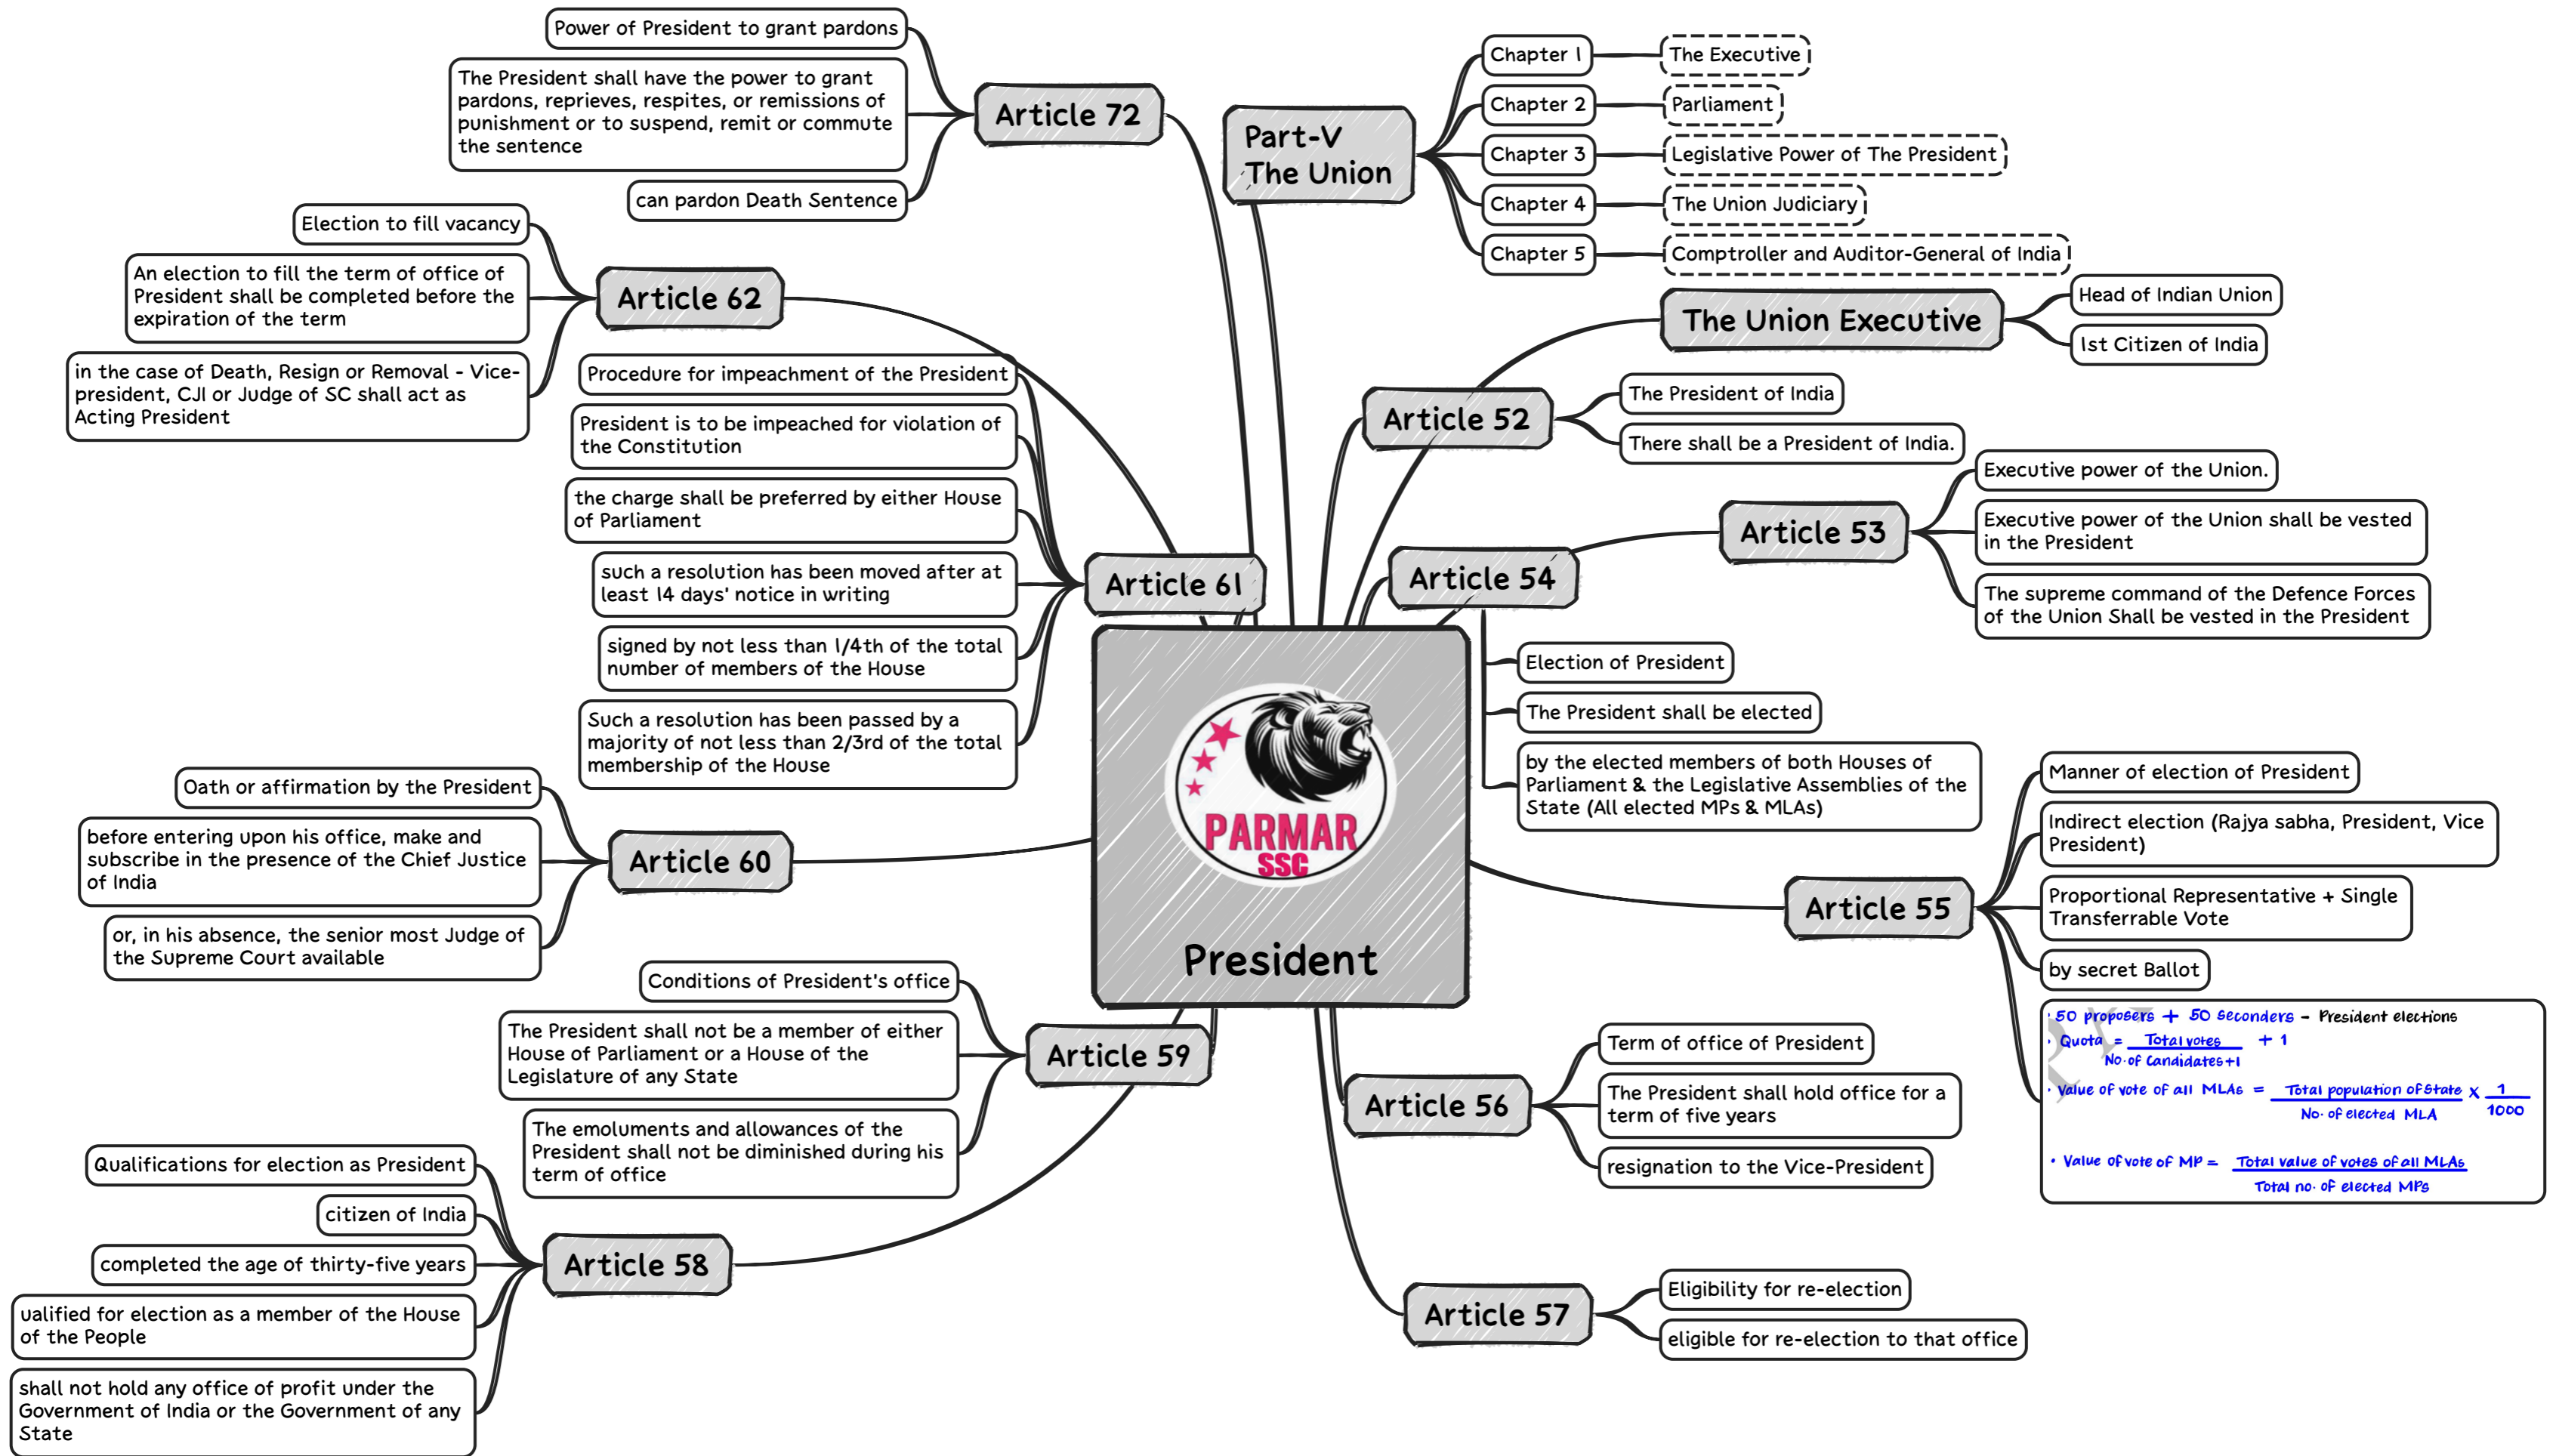 Power of President to grant pardons
The President shall have the power to grant
pardons, reprieves, respites, or remissions of
punishment or to suspend, remit or commute
the sentence
can pardon Death Sentence
Article 72
Part-V
The Union
Chapter 1
The Executive
Chapter 2
Parliament
Chapter 3
Legislative Power of The President
Chapter 4
The Union Judiciary
Chapter 5
Comptroller and Auditor-General of India
Election to fill vacancy
An election to fill the term of office of
President shall be completed before the
expiration of the term
in the case of Death, Resign or Removal - Vice-
president, CJI or Judge of SC shall act as
Acting President
Article 62
The Union Executive
Head of Indian Union
1st Citizen of India
Article 52
The President of India
There shall be a President of India.
Article 53
Executive power of the Union.
Executive power of the Union shall be vested
in the President
The supreme command of the Defence Forces
of the Union Shall be vested in the President
Procedure for impeachment of the President
President is to be impeached for violation of
the Constitution
the charge shall be preferred by either House
of Parliament
such a resolution has been moved after at
least 14 days' notice in writing
signed by not less than 1/4th of the total
number of members of the House
Such a resolution has been passed by a
majority of not less than 2/3rd of the total
membership of the House
Article 61
Article 54
Election of President
The President shall be elected
by the elected members of both Houses of
Parliament & the Legislative Assemblies of the
State (All elected MPs & MLAs)
PARMAR
SSC
President
Oath or affirmation by the President
before entering upon his office, make and
subscribe in the presence of the Chief Justice
of India
or, in his absence, the senior most Judge of
the Supreme Court available
Article 60
Article 55
Manner of election of President
Indirect election (Rajya sabha, President, Vice
President)
Proportional Representative + Single
Transferrable Vote
by secret Ballot
• 50 proposers + 50 seconders - President elections
• Quota = Total votes + 1
No. of Candidates+1
• Value of vote of all MLAs = Total population of state x 1
No. of elected MLA 1000
• Value of vote of MP = Total value of votes of all MLAs
Total no. of elected MPs
Conditions of President's office
The President shall not be a member of either
House of Parliament or a House of the
Legislature of any State
The emoluments and allowances of the
President shall not be diminished during his
term of office
Article 59
Article 56
Term of office of President
The President shall hold office for a
term of five years
resignation to the Vice-President
Qualifications for election as President
citizen of India
completed the age of thirty-five years
ualified for election as a member of the House
of the People
shall not hold any office of profit under the
Government of India or the Government of any
State
Article 58
Article 57
Eligibility for re-election
eligible for re-election to that office